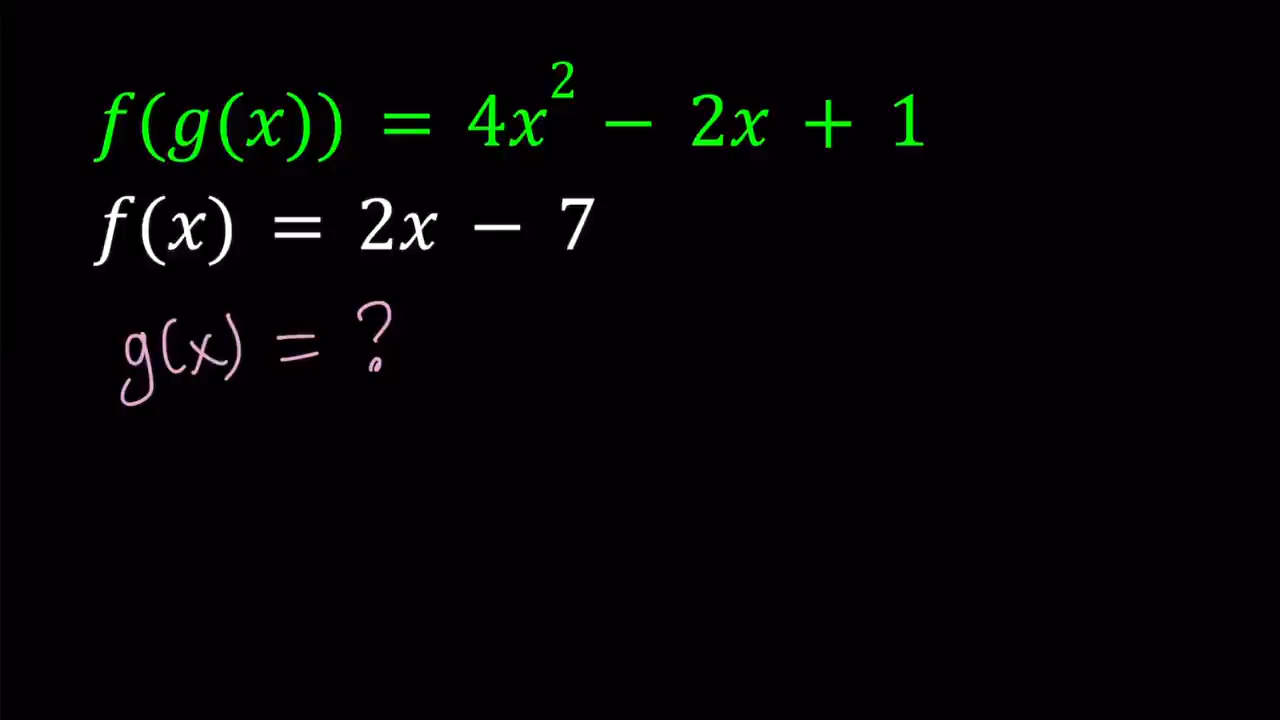 f(g(x)) = 4x² − 2x + 1
f(x) = 2x − 7
g(x) = ?